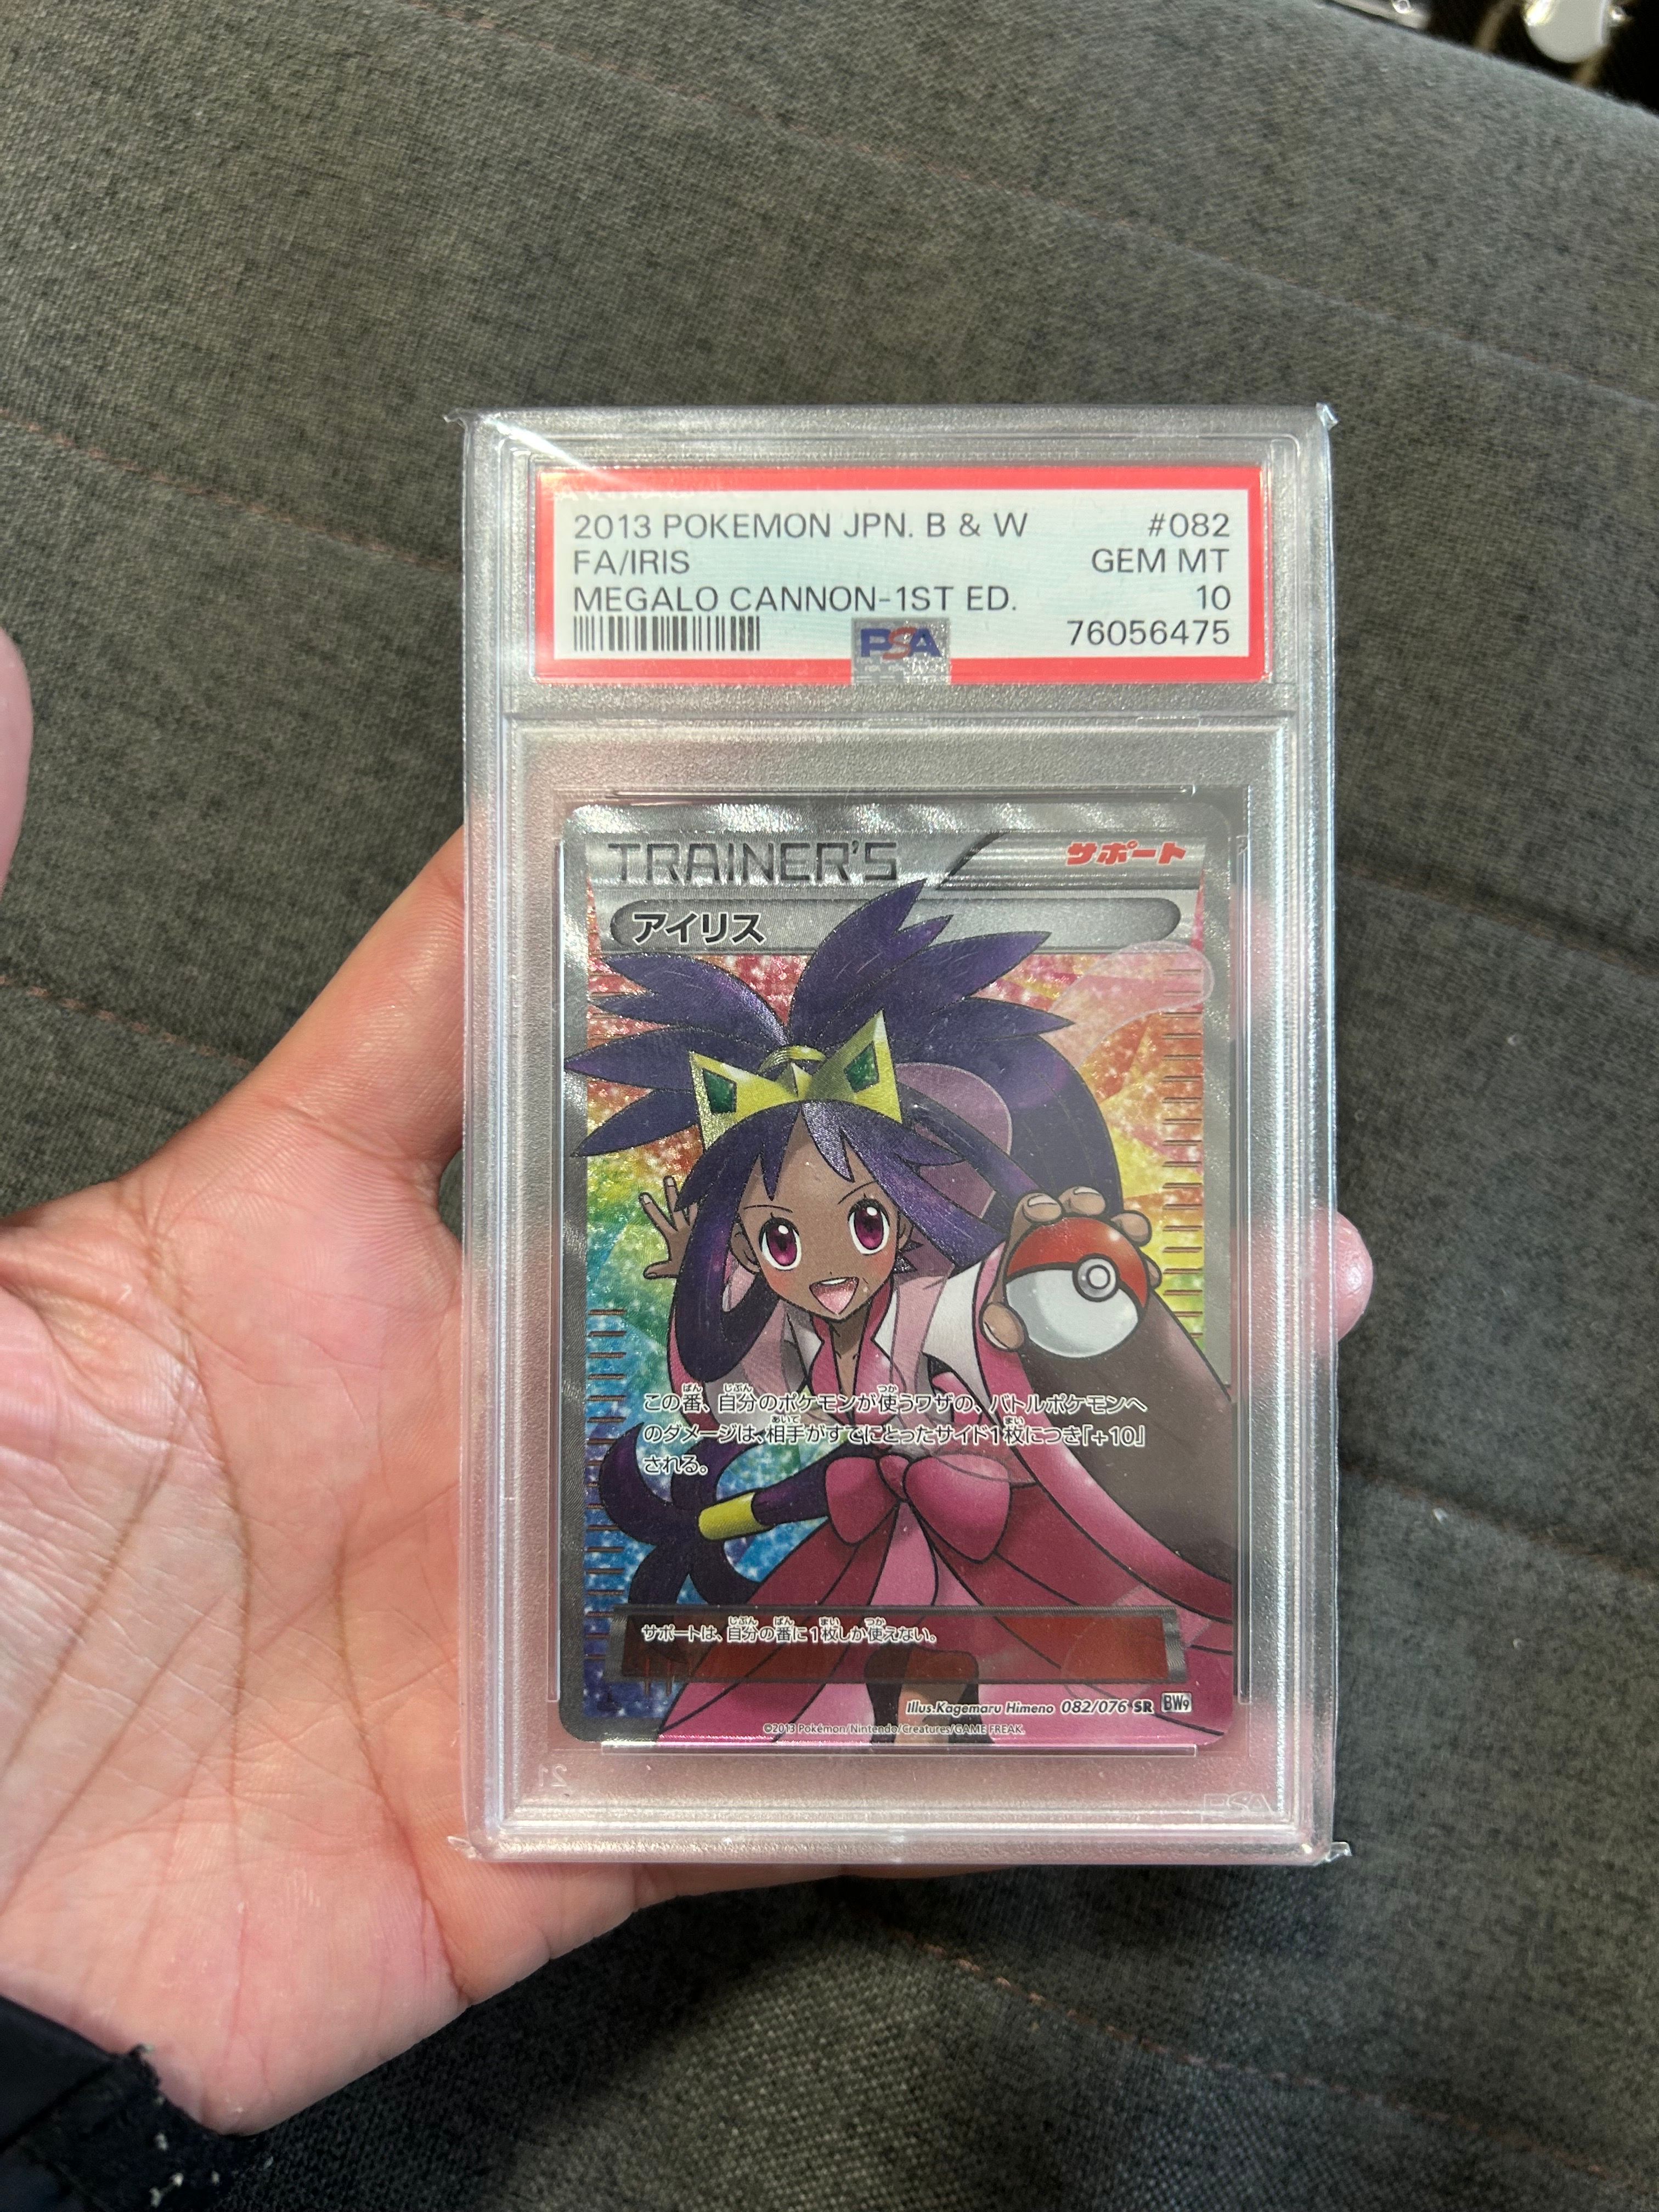 2013 POKEMON JPN. B & W #082
FA/IRIS GEM MT
MEGALO CANNON-1ST ED. 10
76056475
PSA
TRAINER'S サポート
アイリス
この番、自分のポケモンが使うワザの、バトルポケモンへ
のダメージは、相手がすでにとったサイド1枚につき「+10」
される。
サポートは、自分の番に1枚しか使えない。
Illus.Kagemaru Himeno 082/076 SR BW9
©2013 Pokémon/Nintendo/Creatures/GAME FREAK.
21 PSA